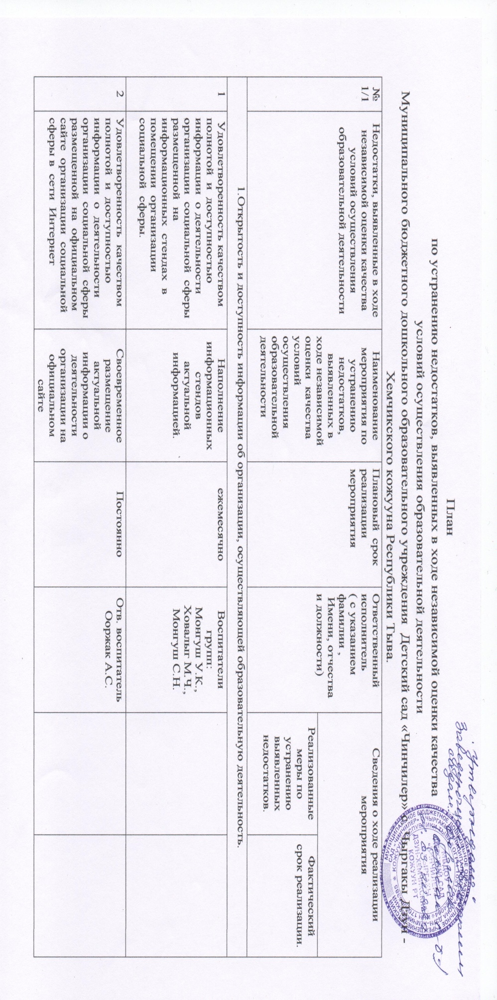 Утверждаю:
План
по устранению недостатков, выявленных в ходе независимой оценки качества
условий осуществления образовательной деятельности
Муниципального бюджетного дошкольного образовательного учреждения Детский сад «Чинчилер» с. Чыргакы Дзун -
Хемчикского кожууна Республики Тыва.
№
1/1
Недостатки, выявленные в ходе
независимой оценки качества
условий осуществления
образовательной деятельности
Наименование
мероприятия по
устранению
недостатков,
выявленных в
ходе независимой
оценки качества
условий
осуществления
образовательной
деятельности
Плановый срок
реализации
мероприятия
Ответственный
исполнитель
( с указанием
фамилии ,
Имени, отчества
и должности)
Сведения о ходе реализации
мероприятия
Реализованные
меры по
устранению
выявленных
недостатков.
Фактический
срок реализации.
1.Открытость и доступность информации об организации, осуществляющей образовательную деятельность.
1
Удовлетворенность качеством
полнотой и доступностью
информации о деятельности
организации социальной сферы
размещенной на
информационных стендах в
помещении организации
социальной сферы.
Наполнение
информационных
стендов
актуальной
информацией.
ежемесячно
Воспитатели
групп:
Монгуш У.К.,
Ховалыг М.Ч.,
Монгуш С.Н.
2
Удовлетворенность качеством
полнотой и доступностью
информации о деятельности
организации социальной сферы
размещенной на официальном
сайте организации социальной
сферы в сети Интернет
Своевременное
размещение
актуальной
информации о
деятельности
организации на
официальном
сайте
Постоянно
Отв. воспитатель
Ооржак А.С.